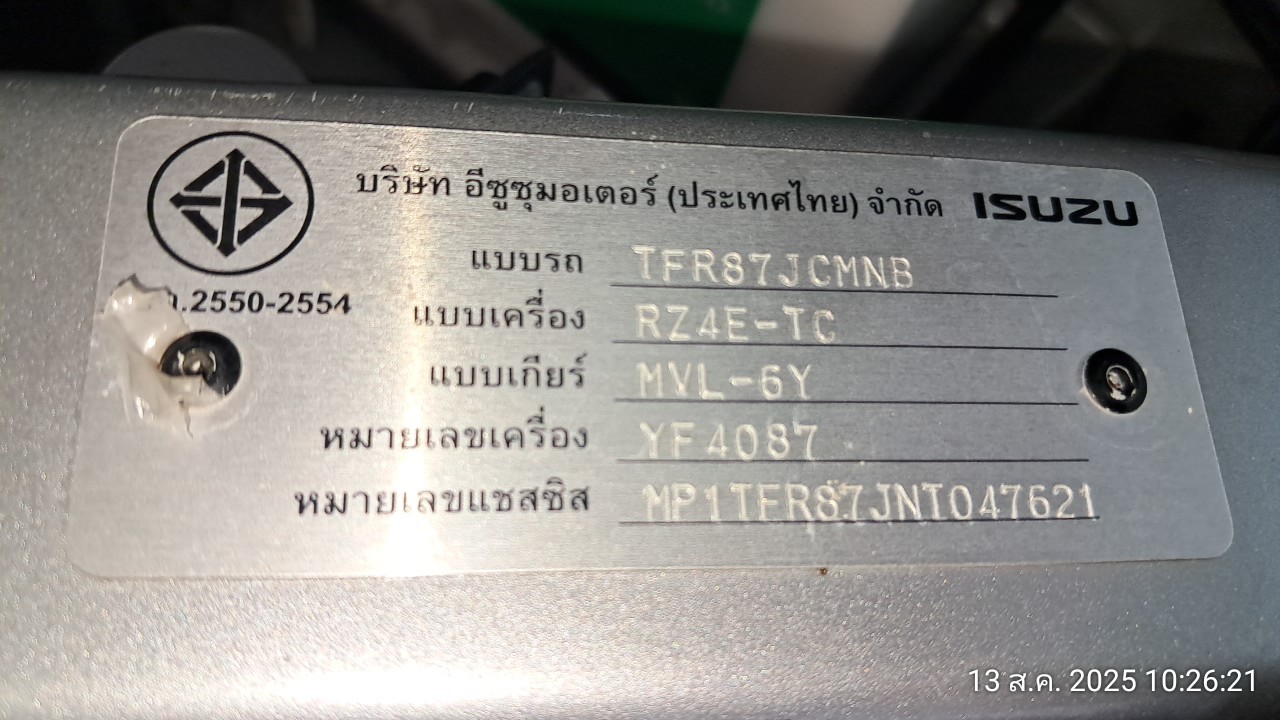 บริษัท อีซูซุมอเตอร์ (ประเทศไทย) จำกัด ISUZU
แบบรถ TFR87JCMNB
.2550-2554
แบบเครื่อง RZ4E-TC
แบบเกียร์ MVL-6Y
หมายเลขเครื่อง YF4087
หมายเลขแชสซิส MP1TFR87JNT047621
13 ส.ค. 2025 10:26:21